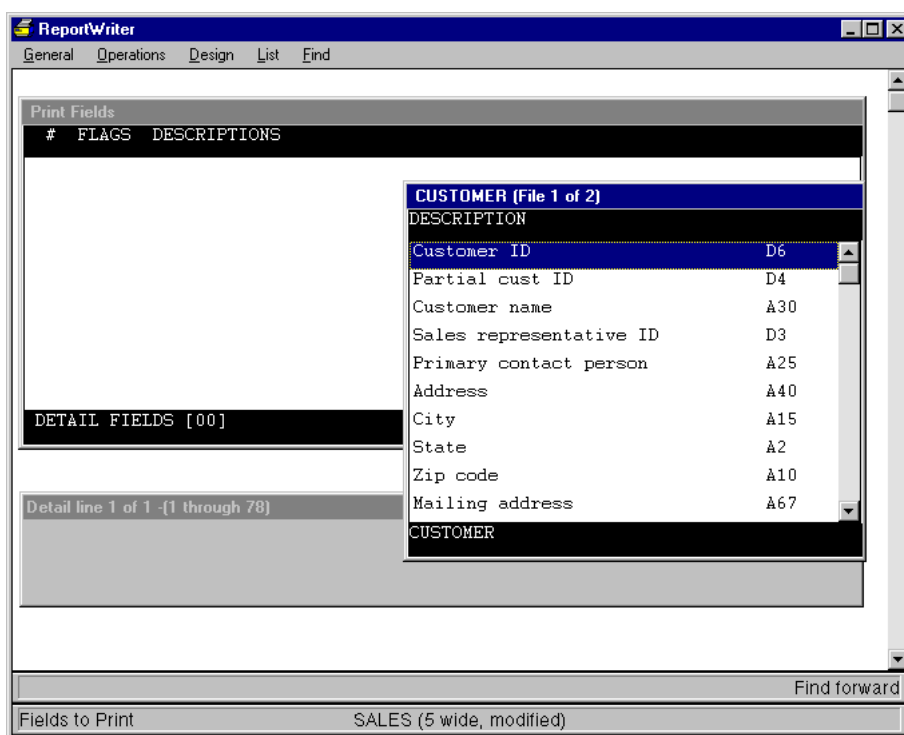 ReportWriter
General Operations Design List Find
Print Fields
# FLAGS DESCRIPTIONS
CUSTOMER (File 1 of 2)
DESCRIPTION
Customer ID D6
Partial cust ID D4
Customer name A30
Sales representative ID D3
Primary contact person A25
Address A40
City A15
State A2
Zip code A10
Mailing address A67
CUSTOMER
DETAIL FIELDS [00]
Detail line 1 of 1 -(1 through 78)
Find forward
Fields to Print SALES (5 wide, modified)